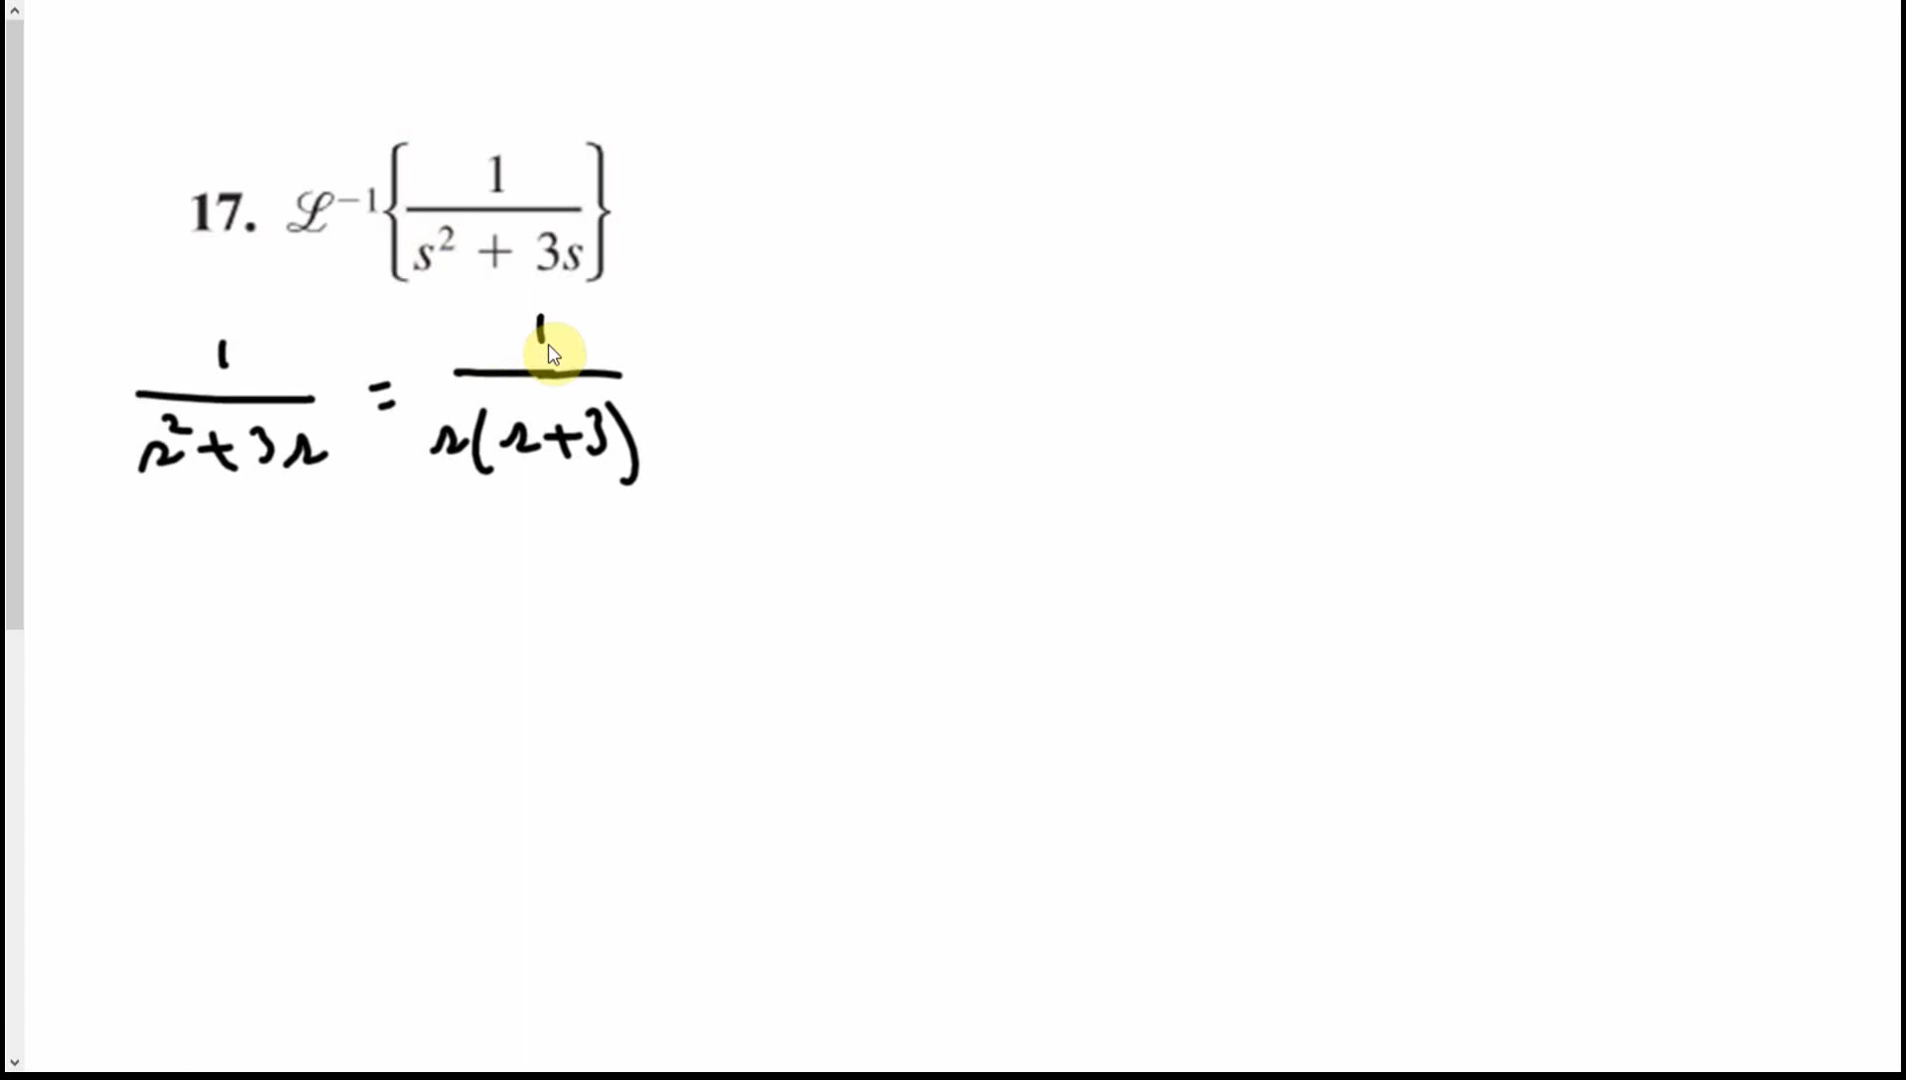 17. ℒ⁻¹{1/(s² + 3s)}
1/(s²+3s) = 1/(s(s+3))